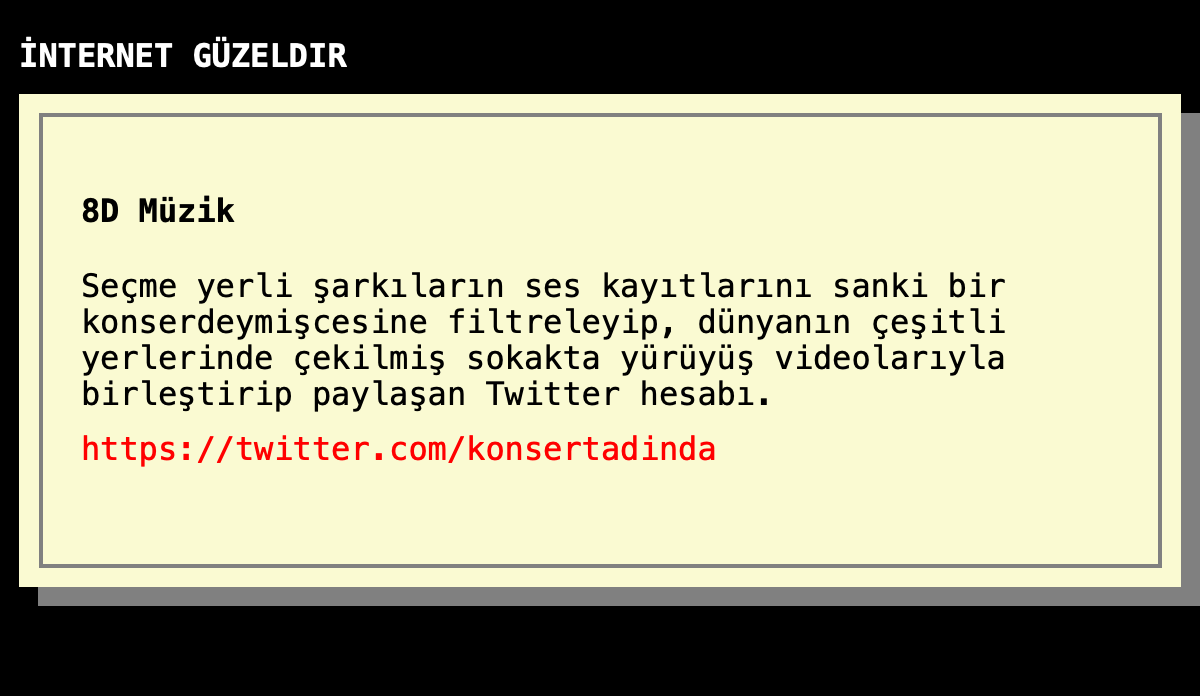 İNTERNET GÜZELDIR
8D Müzik
Seçme yerli şarkıların ses kayıtlarını sanki bir
konserdeymişcesine filtreleyip, dünyanın çeşitli
yerlerinde çekilmiş sokakta yürüyüş videolarıyla
birleştirip paylaşan Twitter hesabı.
https://twitter.com/konsertadinda